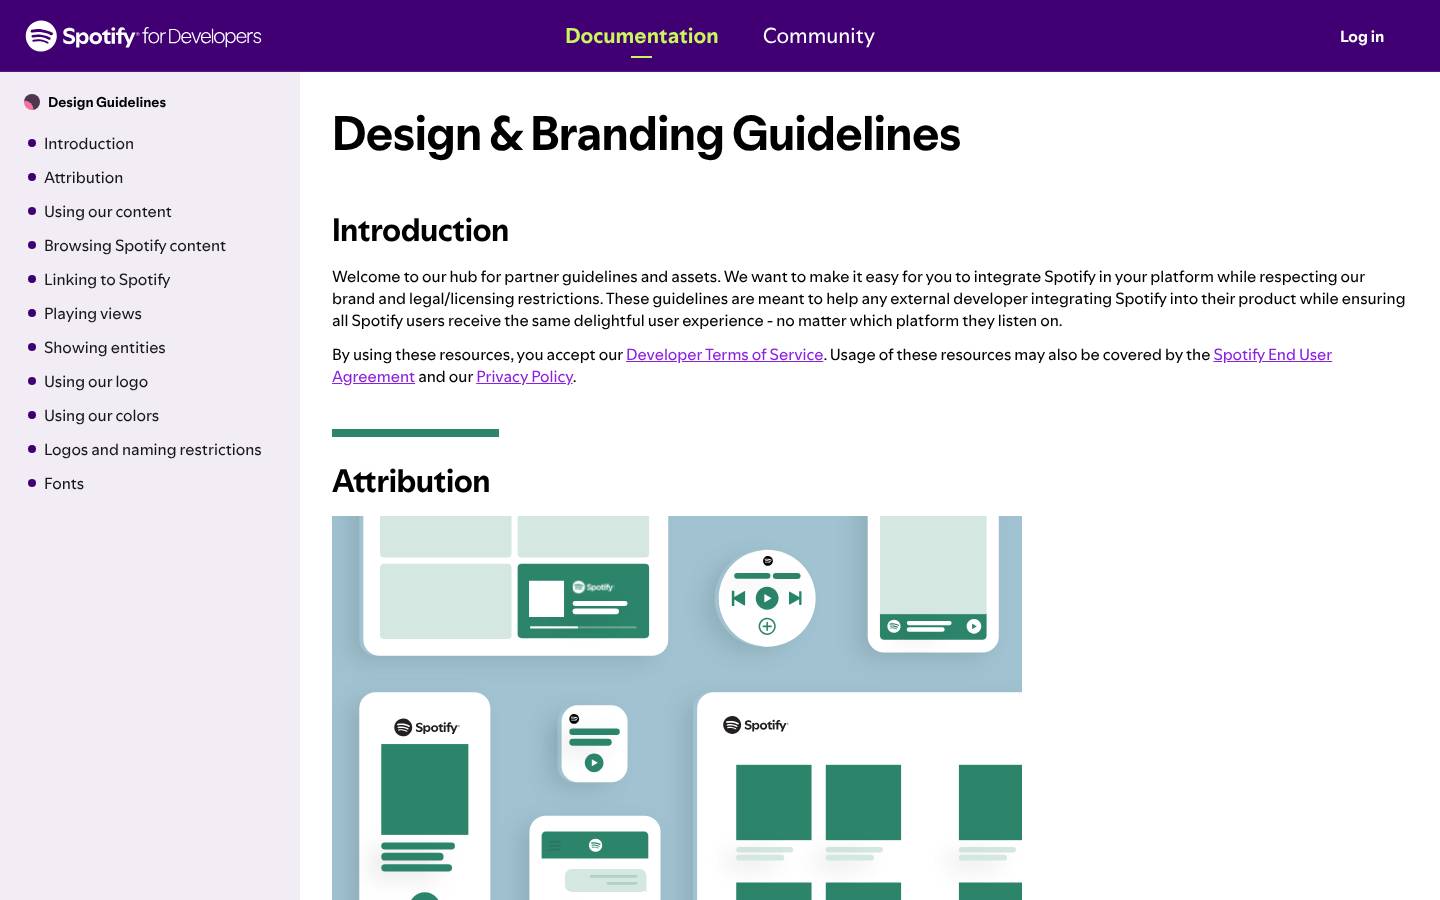 Spotify for Developers
Documentation
Community
Log in
Design Guidelines
Introduction
Attribution
Using our content
Browsing Spotify content
Linking to Spotify
Playing views
Showing entities
Using our logo
Using our colors
Logos and naming restrictions
Fonts
Design & Branding Guidelines
Introduction
Welcome to our hub for partner guidelines and assets. We want to make it easy for you to integrate Spotify in your platform while respecting our
brand and legal/licensing restrictions. These guidelines are meant to help any external developer integrating Spotify into their product while ensuring
all Spotify users receive the same delightful user experience - no matter which platform they listen on.
By using these resources, you accept our Developer Terms of Service. Usage of these resources may also be covered by the Spotify End User
Agreement and our Privacy Policy.
Attribution
Spotify
Spotify
Spotify